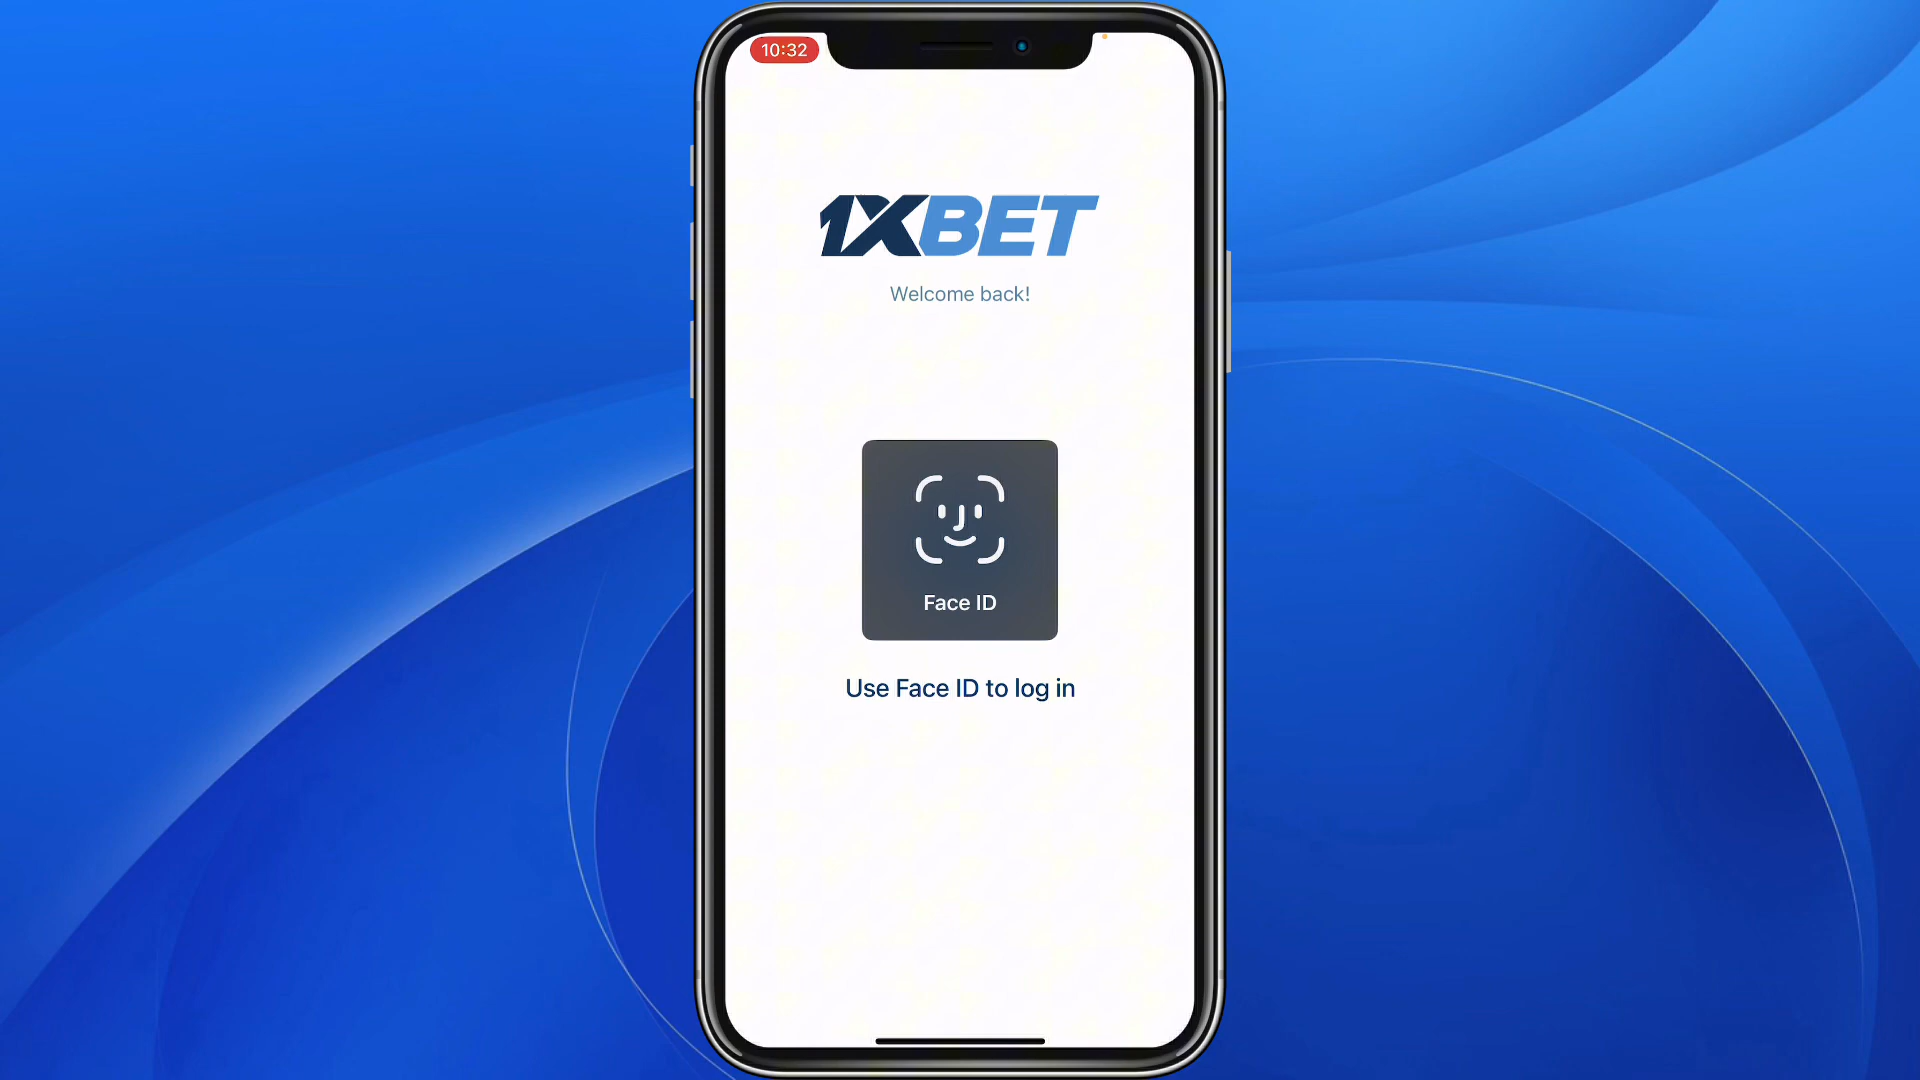 10:32
1XBET
Welcome back!
Face ID
Use Face ID to log in